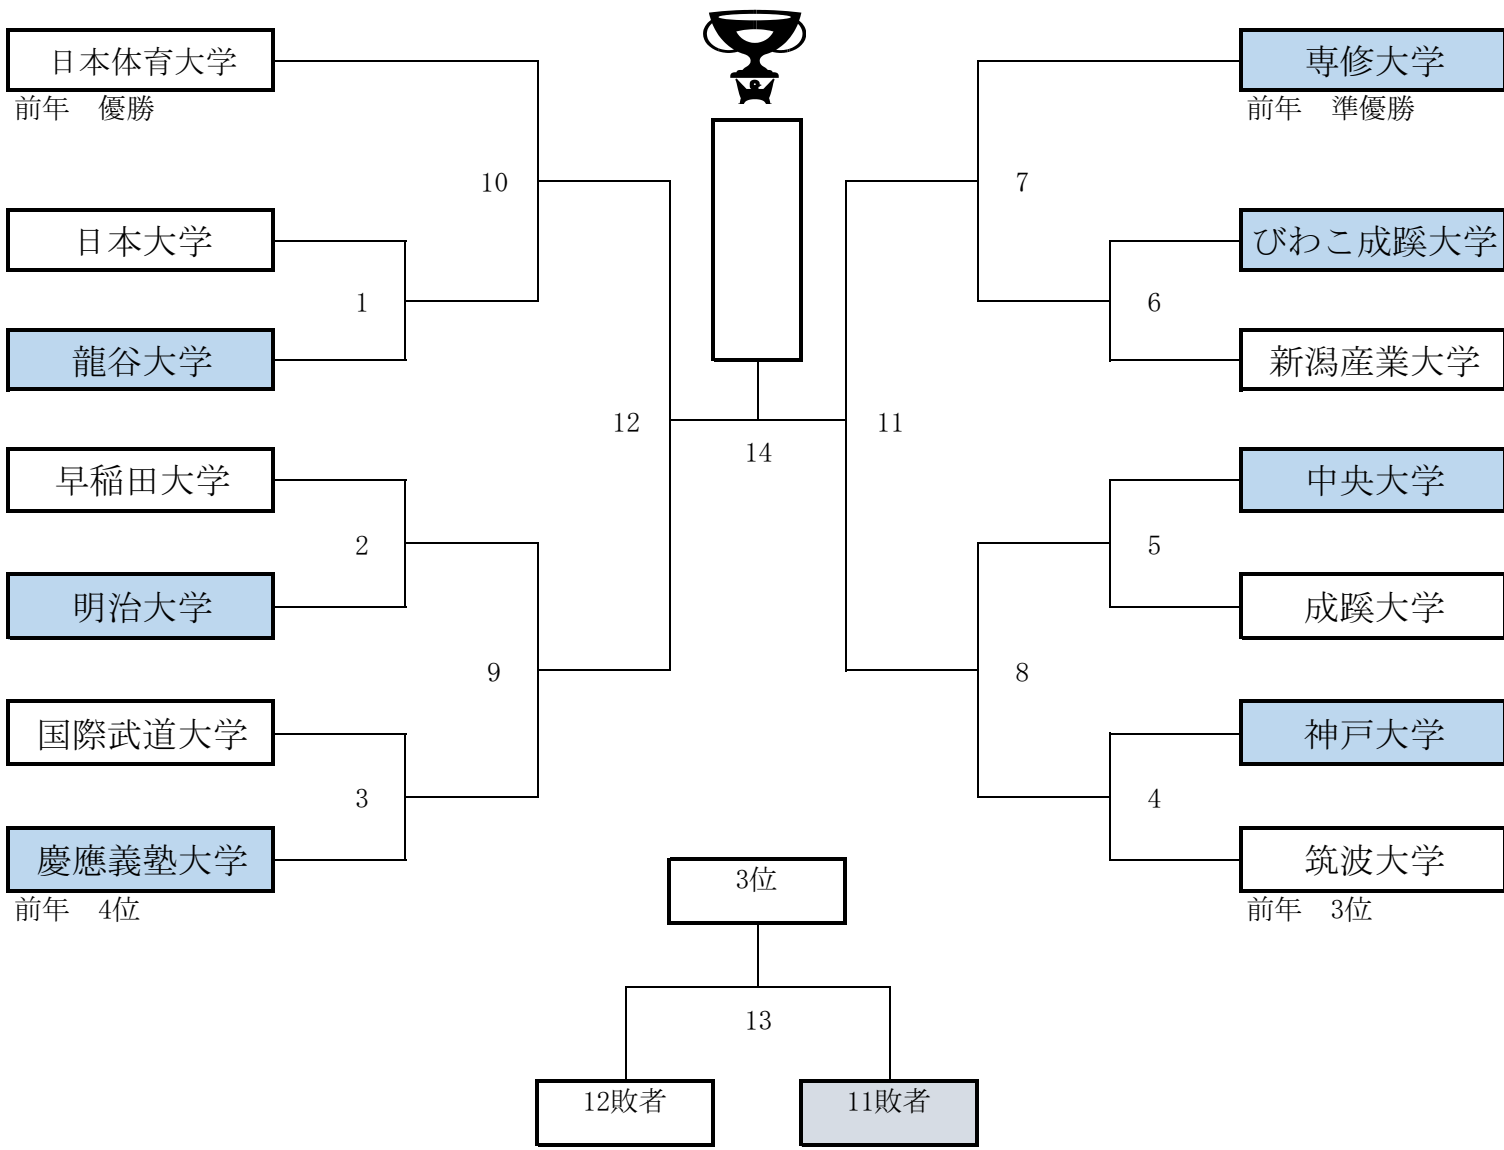 日本体育大学
前年　優勝
専修大学
前年　準優勝
10
7
日本大学
びわこ成蹊大学
1
6
龍谷大学
新潟産業大学
12
11
14
早稲田大学
中央大学
2
5
明治大学
成蹊大学
9
8
国際武道大学
神戸大学
3
4
慶應義塾大学
前年　4位
筑波大学
前年　3位
3位
13
12敗者
11敗者